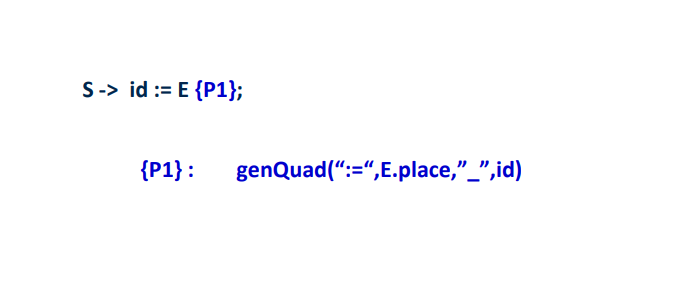 S -> id := E {P1};
{P1} : genQuad(“:=“,E.place,”_”,id)